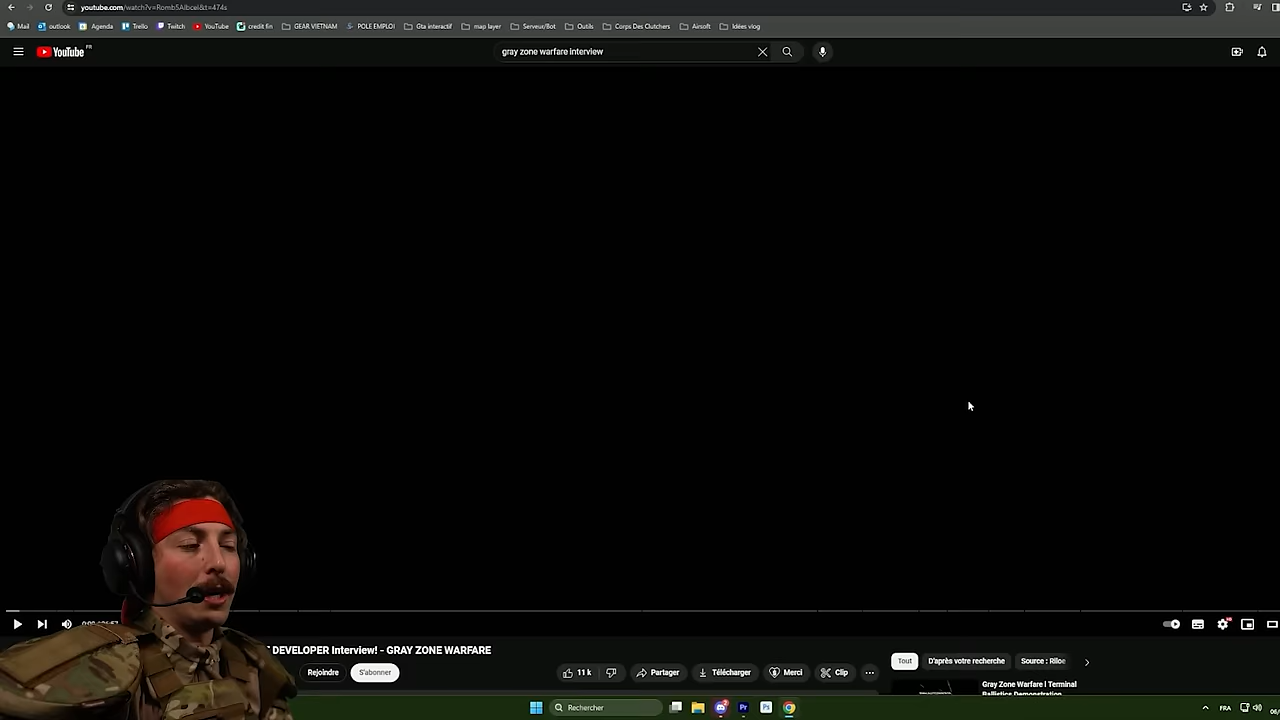 youtube.com/watch?v=Romb5AIbceI&t=474s
Mail outlook Agenda Trello Twitch YouTube credit fin GEAR VIETNAM POLE EMPLOI Gta interactif map layer Serveur/Bot Outils Corps Des Clutchers Airsoft Idées vlog
YouTube FR
gray zone warfare interview
DEVELOPER Interview! - GRAY ZONE WARFARE
Rejoindre S'abonner 11 k Partager Télécharger Merci Clip
Tout D'après votre recherche
Source :
Gray Zone Warfare I Terminal
Ballistics Demonstration
Rechercher
FRA